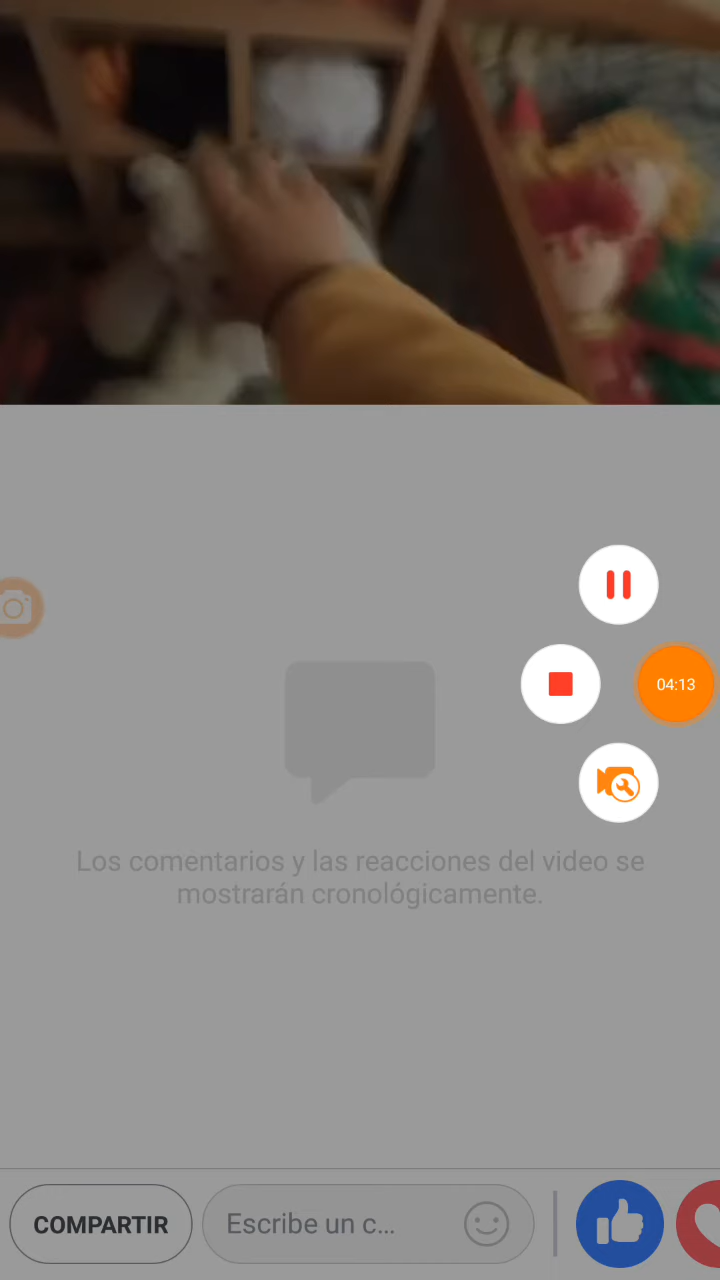 04:13
Los comentarios y las reacciones del video se
mostrarán cronológicamente.
COMPARTIR
Escribe un c...